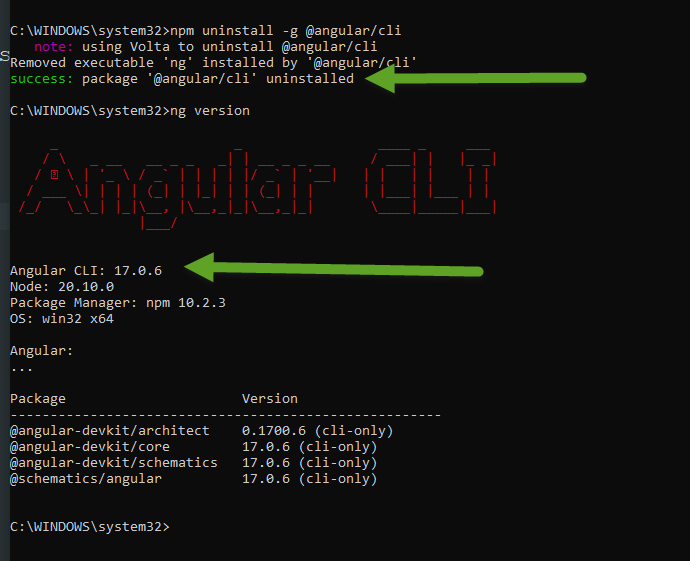 C:\WINDOWS\system32>npm uninstall -g @angular/cli
note: using Volta to uninstall @angular/cli
Removed executable 'ng' installed by '@angular/cli'
success: package '@angular/cli' uninstalled
C:\WINDOWS\system32>ng version
Angular CLI
Angular CLI: 17.0.6
Node: 20.10.0
Package Manager: npm 10.2.3
OS: win32 x64
Angular:
...
Package Version
------------------------------------------------------
@angular-devkit/architect 0.1700.6 (cli-only)
@angular-devkit/core 17.0.6 (cli-only)
@angular-devkit/schematics 17.0.6 (cli-only)
@schematics/angular 17.0.6 (cli-only)
C:\WINDOWS\system32>